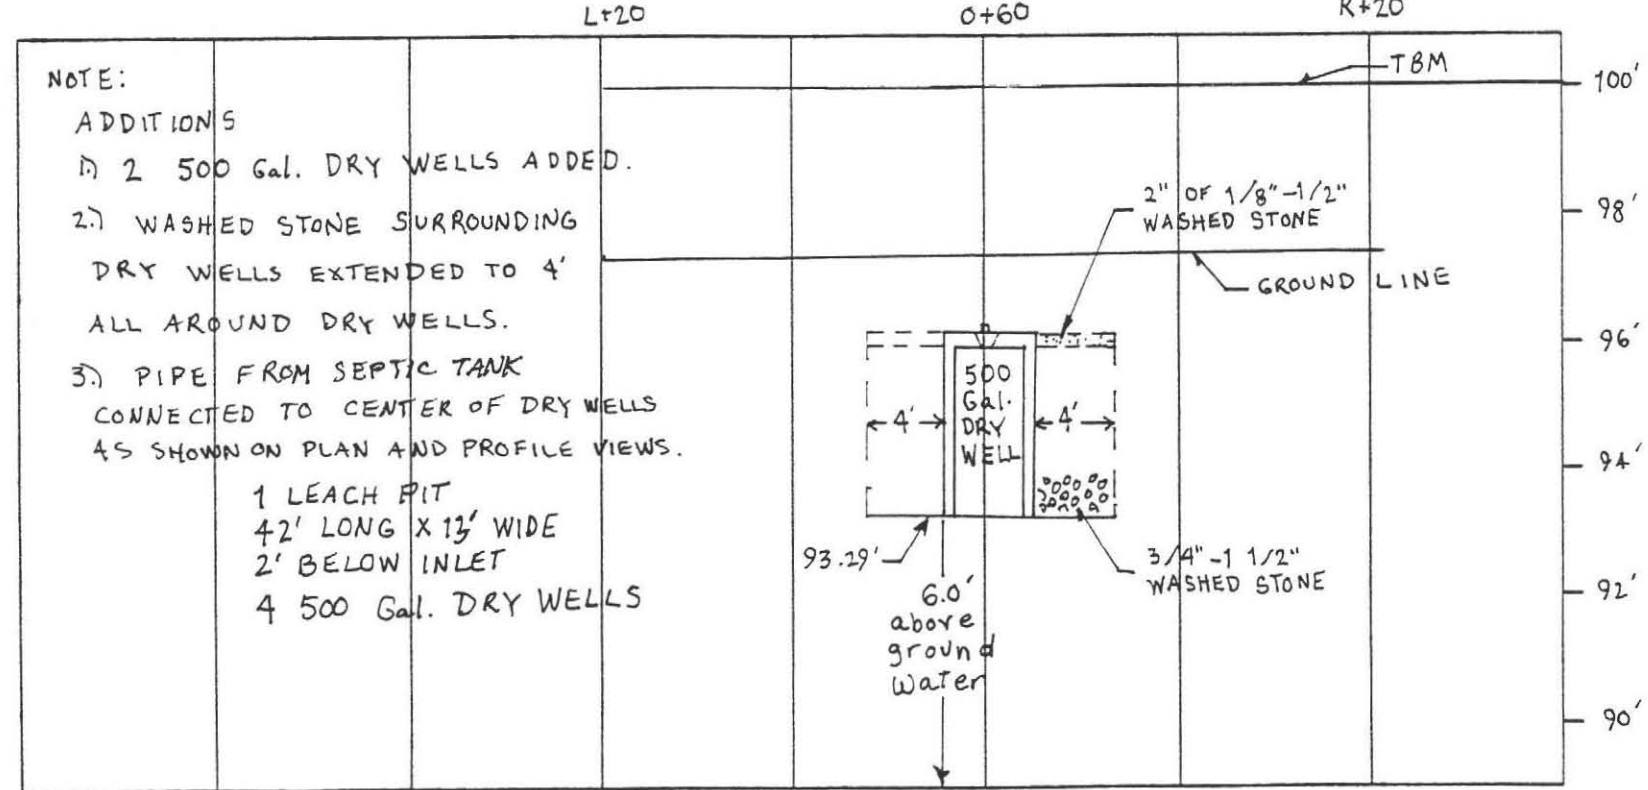 L+20
0+60
R+20
NOTE:
ADDITIONS
1.) 2 500 Gal. DRY WELLS ADDED.
2.) WASHED STONE SURROUNDING
DRY WELLS EXTENDED TO 4'
ALL AROUND DRY WELLS.
3.) PIPE FROM SEPTIC TANK
CONNECTED TO CENTER OF DRY WELLS
AS SHOWN ON PLAN AND PROFILE VIEWS.
1 LEACH PIT
42' LONG X 13' WIDE
2' BELOW INLET
4 500 Gal. DRY WELLS
TBM
2" OF 1/8"-1/2"
WASHED STONE
GROUND LINE
500
Gal.
DRY
WELL
4'
4'
93.29'
3/4"-1 1/2"
WASHED STONE
6.0'
above
ground
water
100'
98'
96'
94'
92'
90'